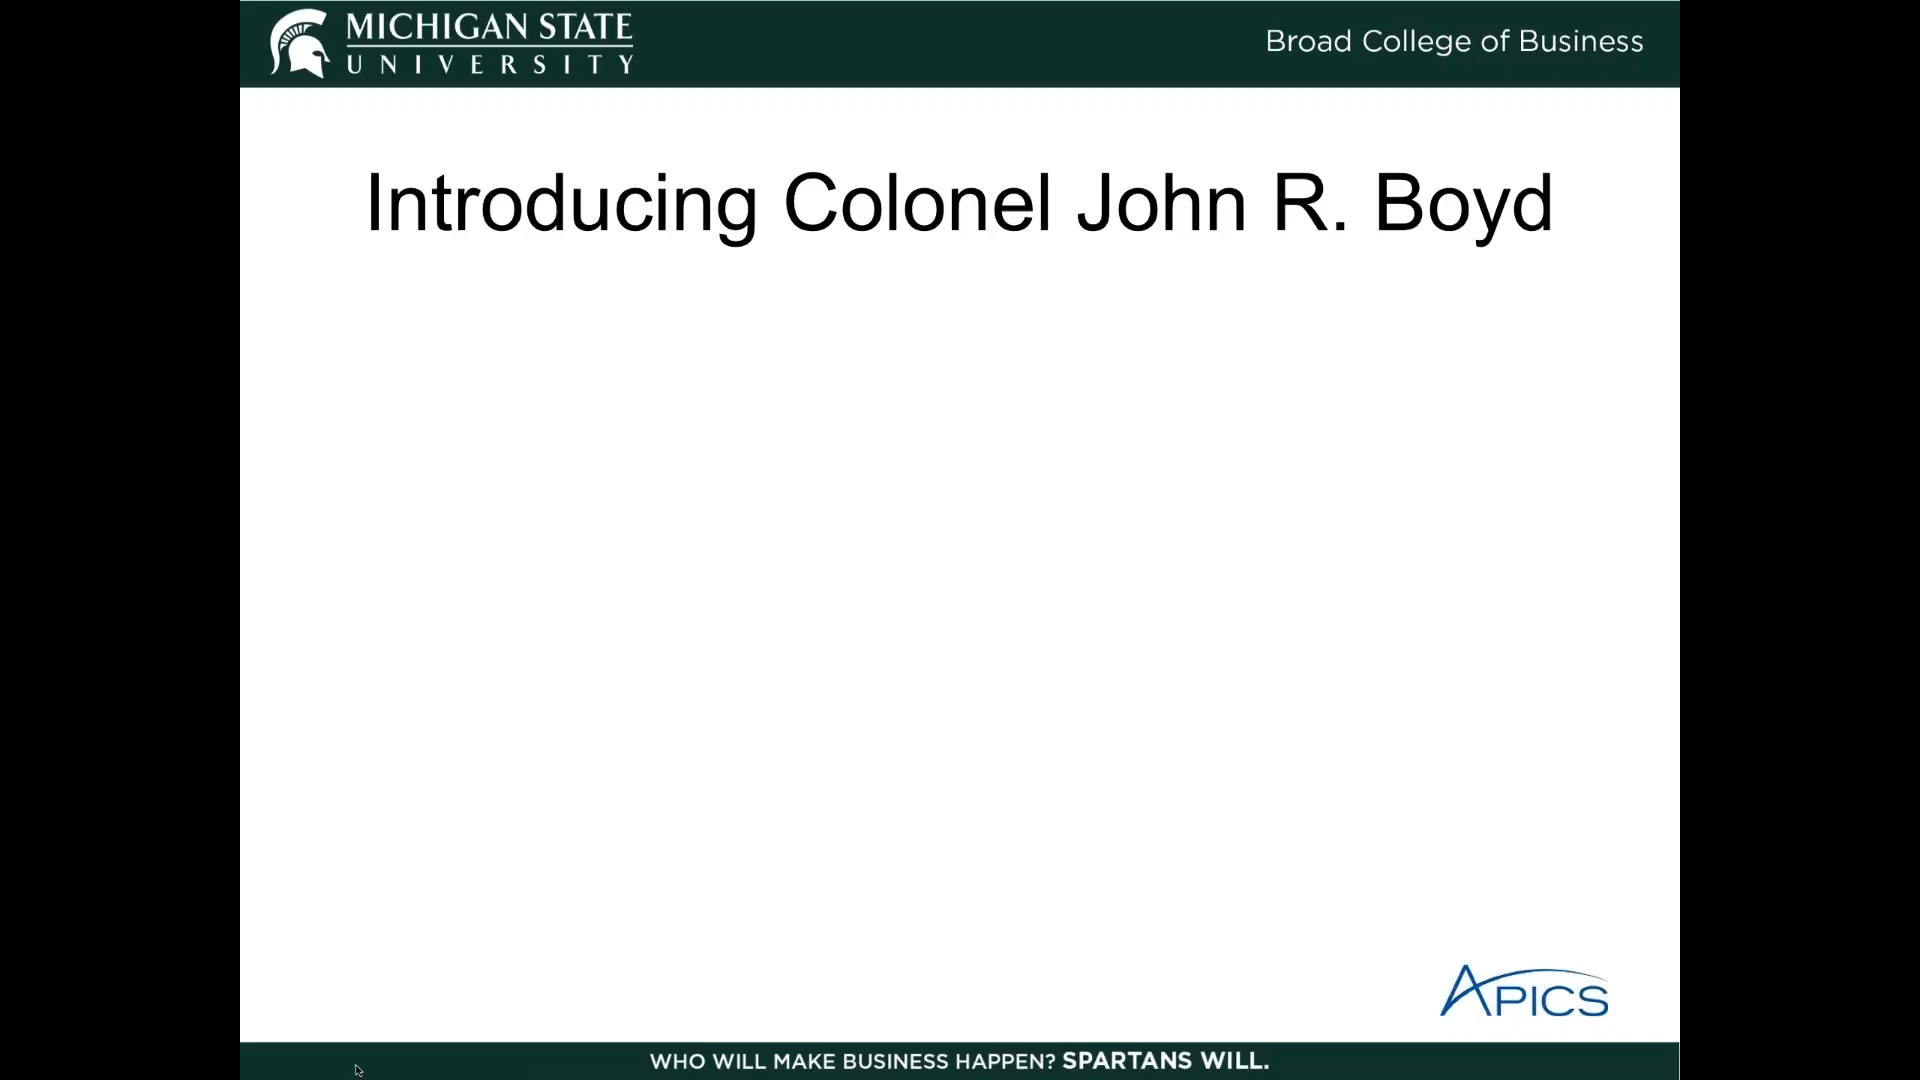 MICHIGAN STATE
UNIVERSITY
Broad College of Business
Introducing Colonel John R. Boyd
APICS
WHO WILL MAKE BUSINESS HAPPEN? SPARTANS WILL.